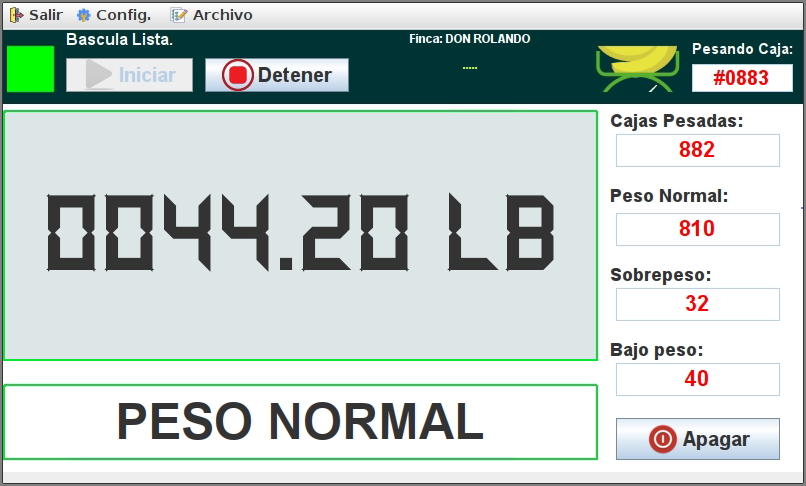 Salir Config. Archivo
Bascula Lista.
Iniciar Detener
Finca: DON ROLANDO
.....
Pesando Caja:
#0883
0044.20 LB
PESO NORMAL
Cajas Pesadas:
882
Peso Normal:
810
Sobrepeso:
32
Bajo peso:
40
Apagar